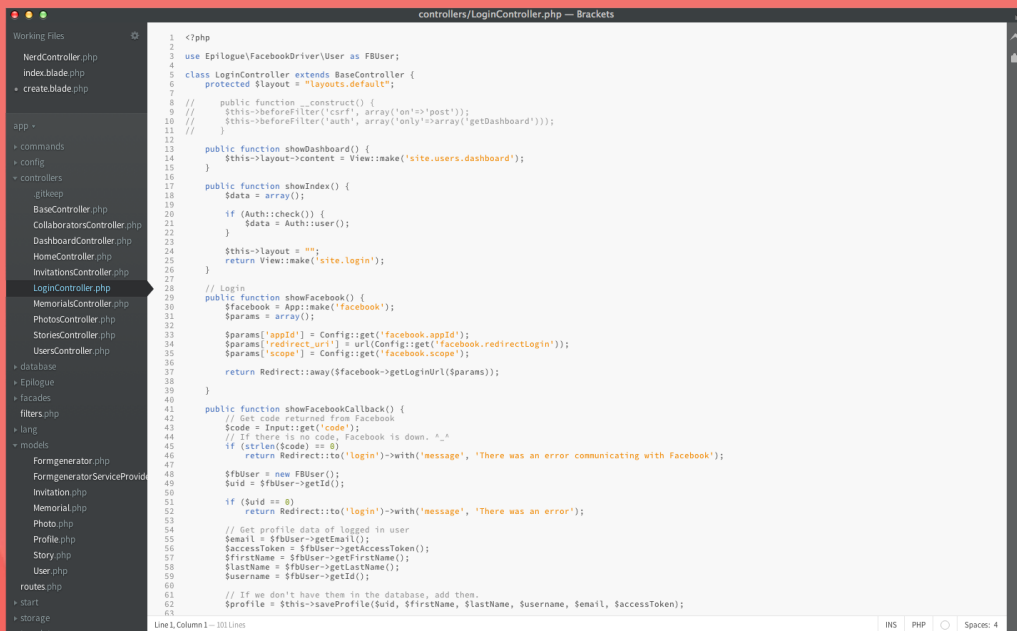 controllers/LoginController.php — Brackets
Working Files
NerdController.php
index.blade.php
create.blade.php
app
commands
config
controllers
.gitkeep
BaseController.php
CollaboratorsController.php
DashboardController.php
HomeController.php
InvitationsController.php
LoginController.php
MemorialsController.php
PhotosController.php
StoriesController.php
UsersController.php
database
Epilogue
facades
filters.php
lang
models
Formgenerator.php
FormgeneratorServiceProvide
Invitation.php
Memorial.php
Photo.php
Profile.php
Story.php
User.php
routes.php
start
storage
1 <?php
2
3 use Epilogue\FacebookDriver\User as FBUser;
4
5 class LoginController extends BaseController {
6     protected $layout = "layouts.default";
7
8 //     public function __construct() {
9 //      $this->beforeFilter('csrf', array('on'=>'post'));
10 //      $this->beforeFilter('auth', array('only'=>array('getDashboard')));
11 //     }
12
13     public function showDashboard() {
14         $this->layout->content = View::make('site.users.dashboard');
15     }
16
17     public function showIndex() {
18         $data = array();
19
20         if (Auth::check()) {
21             $data = Auth::user();
22         }
23
24         $this->layout = "";
25         return View::make('site.login');
26     }
27
28     // Login
29     public function showFacebook() {
30         $facebook = App::make('facebook');
31         $params = array();
32
33         $params['appId'] = Config::get('facebook.appId');
34         $params['redirect_uri'] = url(Config::get('facebook.redirectLogin'));
35         $params['scope'] = Config::get('facebook.scope');
36
37         return Redirect::away($facebook->getLoginUrl($params));
38
39     }
40
41     public function showFacebookCallback() {
42         // Get code returned from Facebook
43         $code = Input::get('code');
44         // If there is no code, Facebook is down. ^_^
45         if (strlen($code) == 0)
46             return Redirect::to('login')->with('message', 'There was an error communicating with Facebook');
47
48         $fbUser = new FBUser();
49         $uid = $fbUser->getId();
50
51         if ($uid == 0)
52             return Redirect::to('login')->with('message', 'There was an error');
53
54         // Get profile data of logged in user
55         $email = $fbUser->getEmail();
56         $accessToken = $fbUser->getAccessToken();
57         $firstName = $fbUser->getFirstName();
58         $lastName = $fbUser->getLastName();
59         $username = $fbUser->getId();
60
61         // If we don't have them in the database, add them.
62         $profile = $this->saveProfile($uid, $firstName, $lastName, $username, $email, $accessToken);
63
Line 1, Column 1 — 101 Lines
INS PHP Spaces: 4